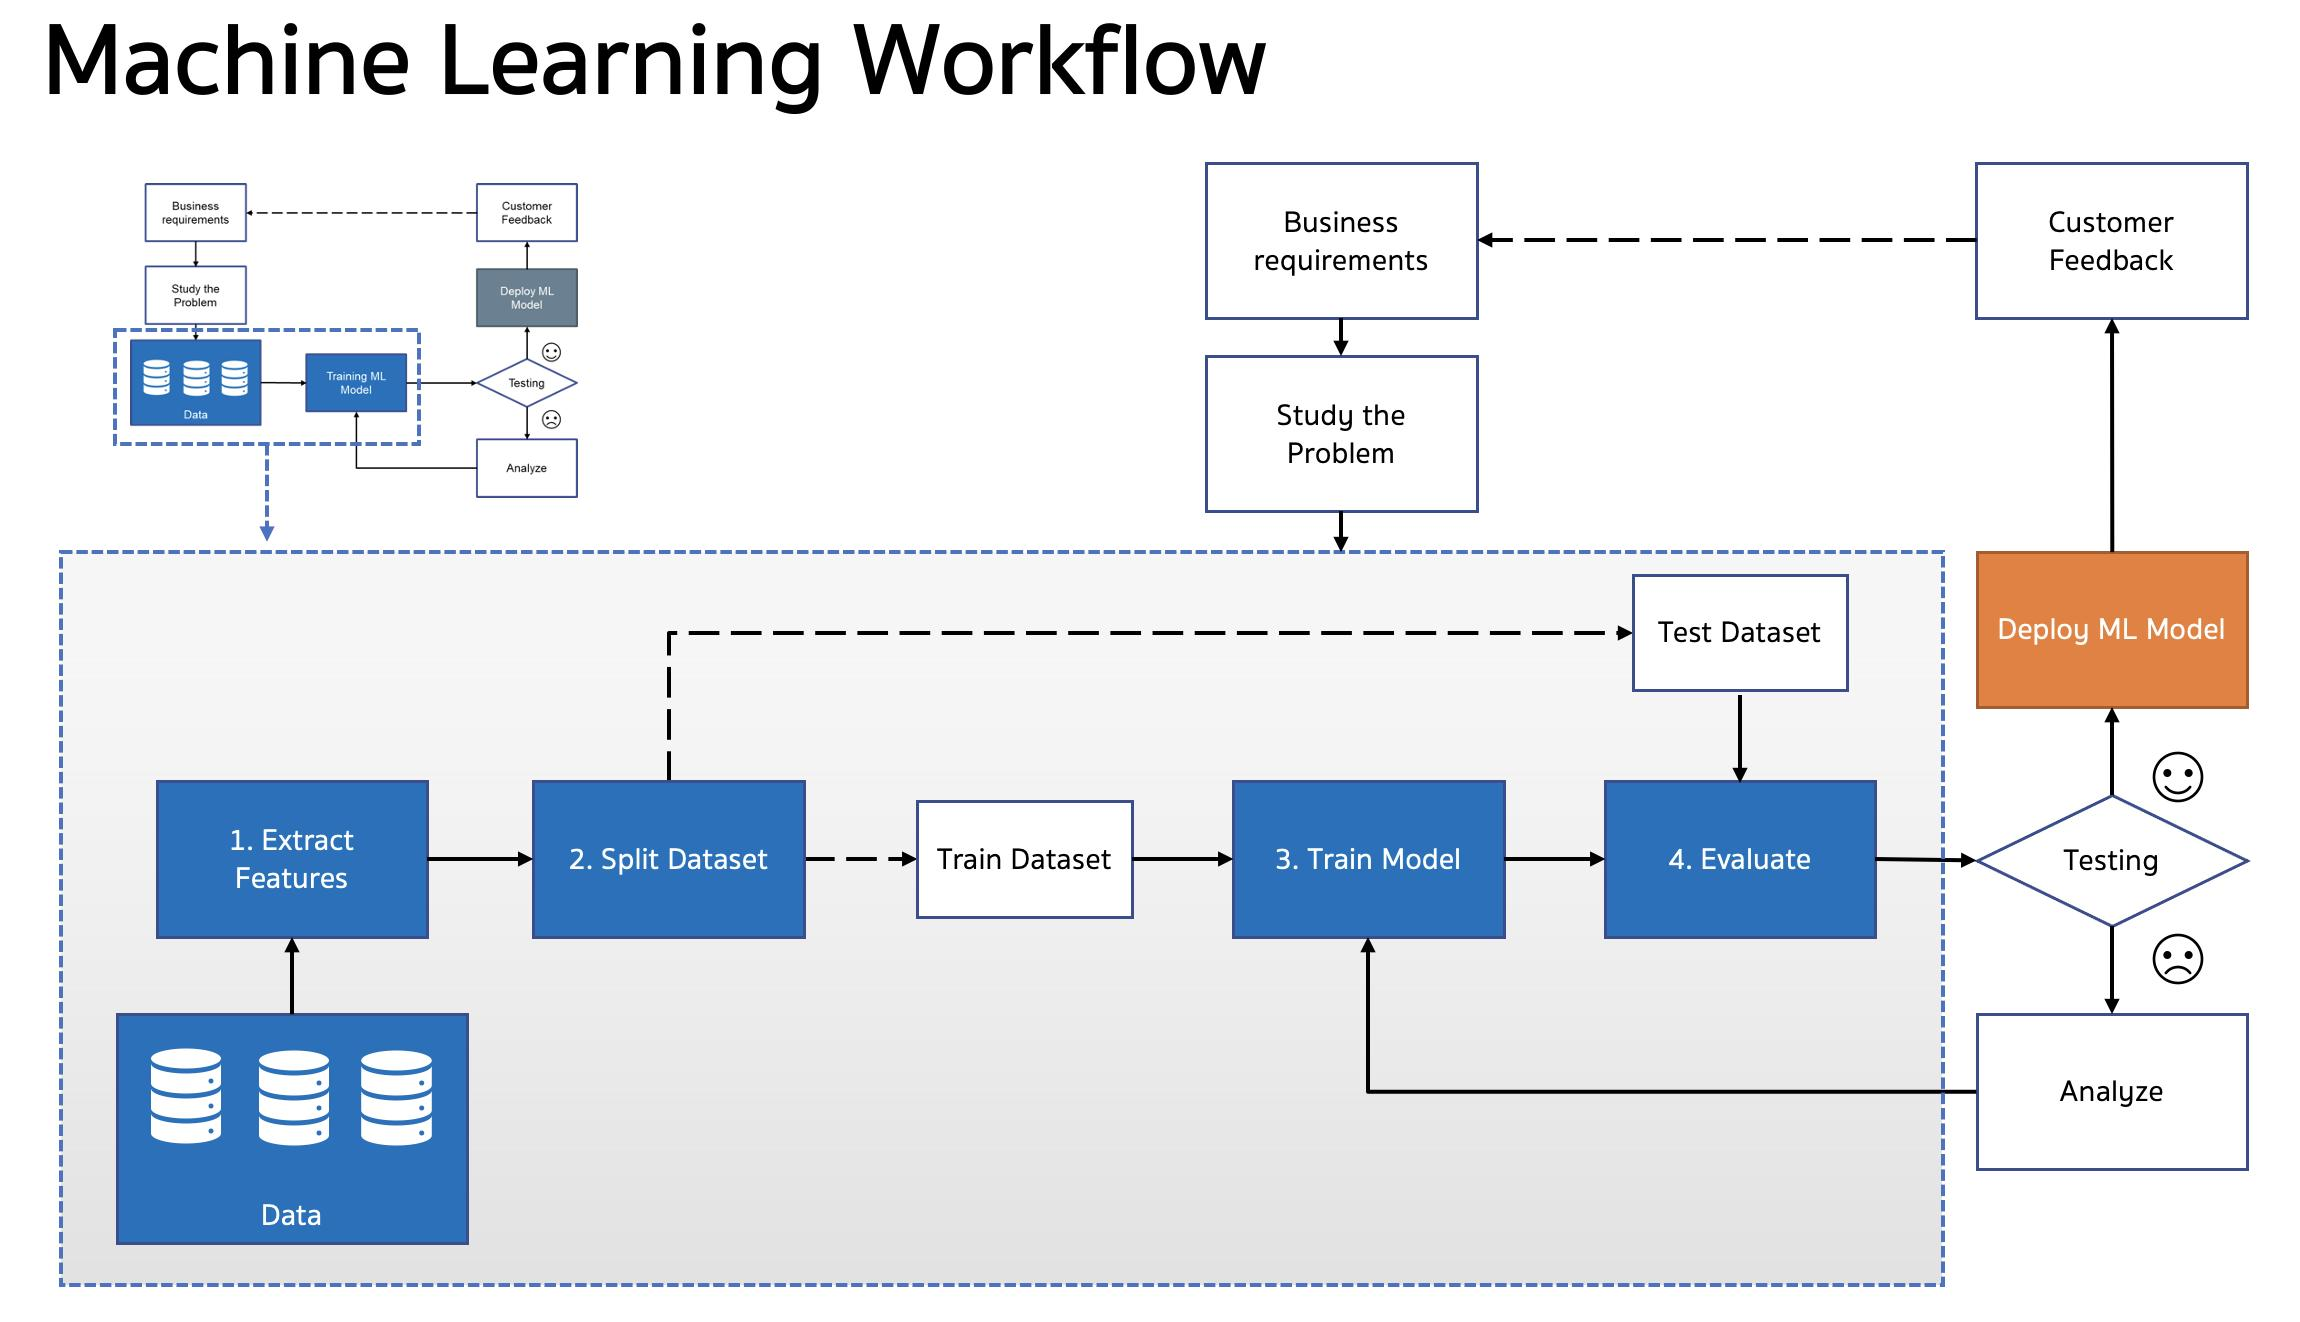 Machine Learning Workflow
Business
requirements
Customer
Feedback
Study the
Problem
Deploy ML
Model
Data
Training ML
Model
Testing
Analyze
Business
requirements
Customer
Feedback
Study the
Problem
Test Dataset
Deploy ML Model
1. Extract
Features
2. Split Dataset
Train Dataset
3. Train Model
4. Evaluate
Testing
Analyze
Data